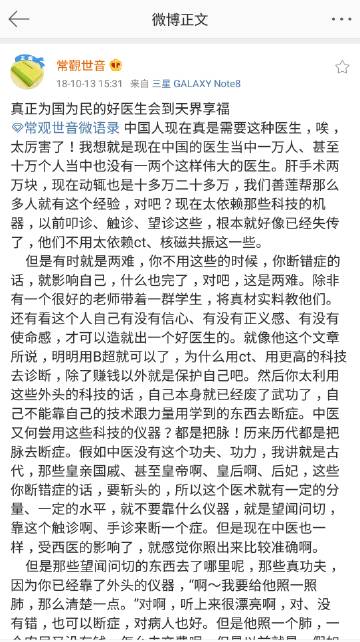 微博正文
常觀世音
18-10-13 15:31 来自 三星 GALAXY Note8
真正为国为民的好医生会到天界享福
常观世音微语录 中国人现在真是需要这种医生，唉，
太厉害了！我想就是现在中国的医生当中一万人、甚至
十万个人当中也没有一两个这样伟大的医生。肝手术两
万块，现在动辄也是十多万二十多万，我们善莲帮那么
多人就有这个经验，对吧？现在太依赖那些科技的机
器，以前叩诊、触诊、望诊这些，根本就好像已经失传
了，他们不用太依赖ct、核磁共振这一些。
但是有时就是两难，你不用这些的时候，你断错症的
话，就影响自己，什么也完了，对吧，这是两难。除非
有一个很好的老师带着一群学生，将真材实料教他们。
还有看这个人自己有没有信心、有没有正义感、有没有
使命感，才可以造就出一个好医生的。就像他这个文章
所说，明明用B超就可以了，为什么用ct、用更高的科技
去诊断，除了赚钱以外就是保护自己吧。然后你太利用
这些外头的科技的话，自己本身就已经废了武功了，自
己不能靠自己的技术跟力量用学到的东西去断症。中医
又何尝用这些科技的仪器？都是把脉！历来历代都是把
脉去断症。假如中医没有这个功夫、功力，我讲就是古
代，那些皇亲国戚、甚至皇帝啊、皇后啊、后妃，这些
你断错症的话，要斩头的，所以这个医术就有一定的分
量、一定的水平，就不要靠什么仪器，就是望闻问切，
靠这个触诊啊、手诊来断一个症。但是现在中医也一
样，受西医的影响了，就感觉你照出来比较准确啊。
但是那些望闻问切的东西去了哪里呢，那些真功夫，
因为你已经靠了外头的仪器，“啊～我要给他照一照
肺，那么清楚一点。”对啊，听上来很漂亮啊，对、没
有错，也可以断症，对病人也好。但是他照一个肺，一